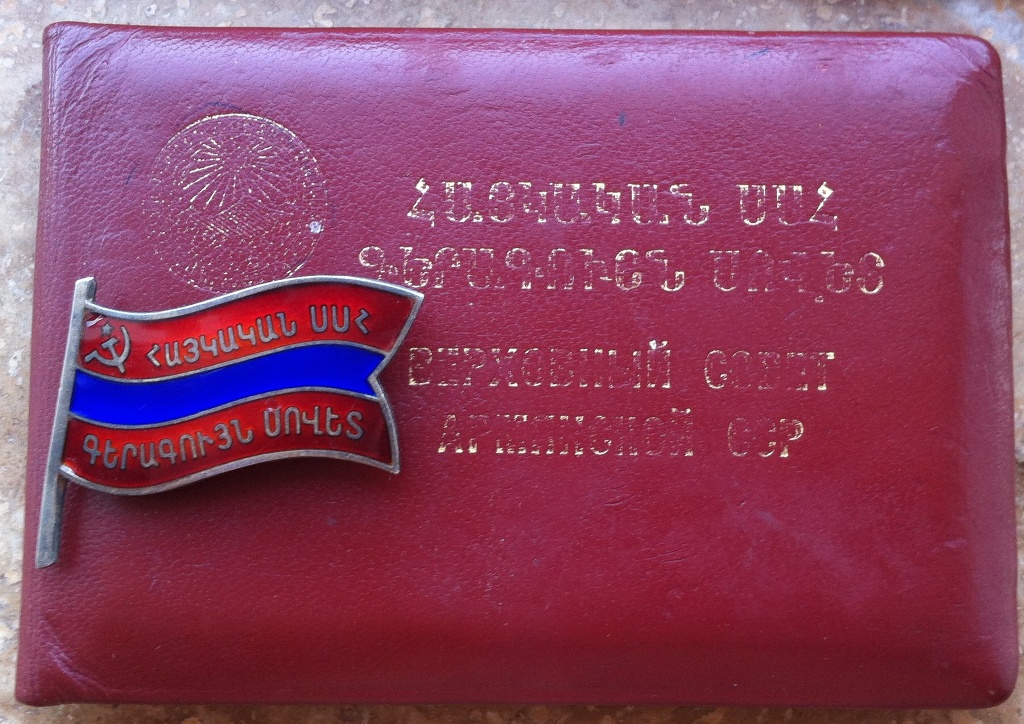 ՀԱՅԿԱԿԱՆ ՍՍՀ
ԳԵՐԱԳՈՒՅՆ ՍՈՎԵՏ
ВЕРХОВНЫЙ СОВЕТ
АРМЯНСКОЙ ССР
ՀԱՅԿԱԿԱՆ ՍՍՀ
ԳԵՐԱԳՈՒՅՆ ՍՈՎԵՏ